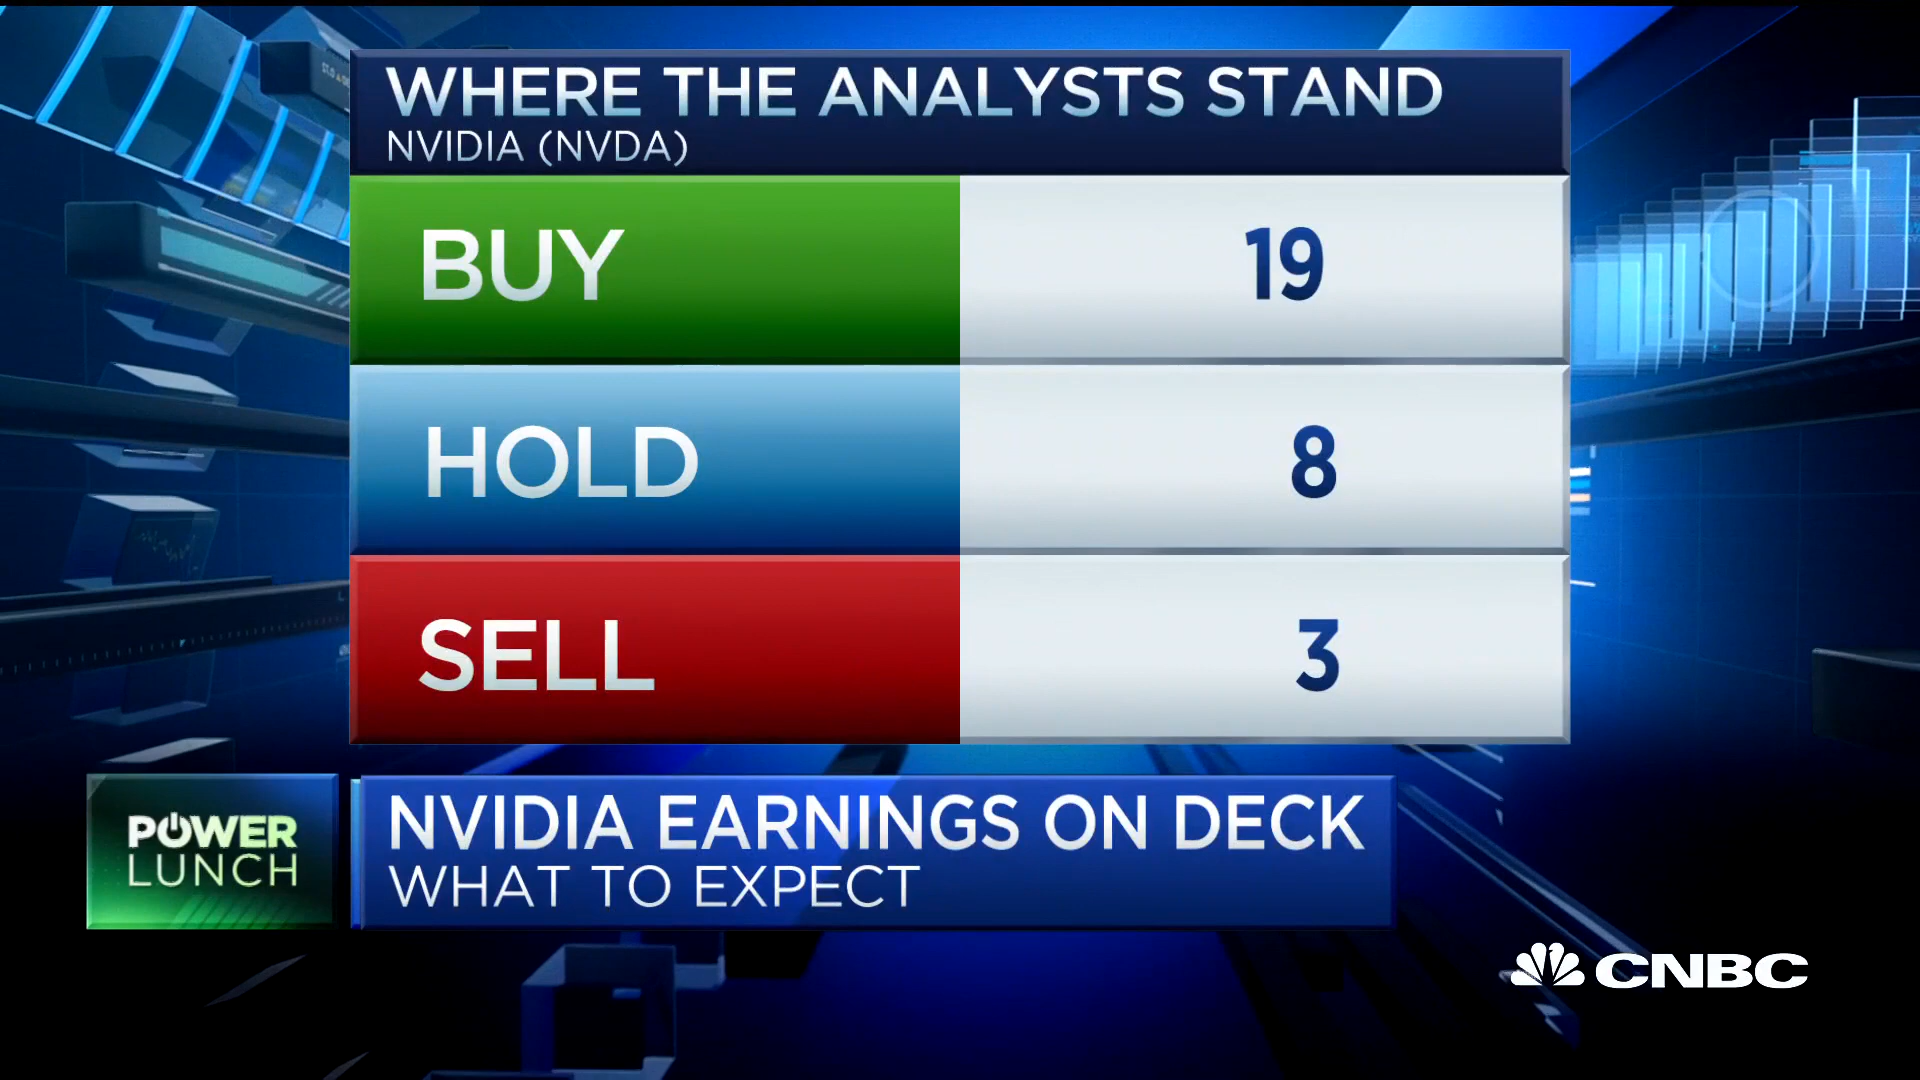 WHERE THE ANALYSTS STAND
NVIDIA (NVDA)
BUY 19
HOLD 8
SELL 3
POWER
LUNCH
NVIDIA EARNINGS ON DECK
WHAT TO EXPECT
CNBC